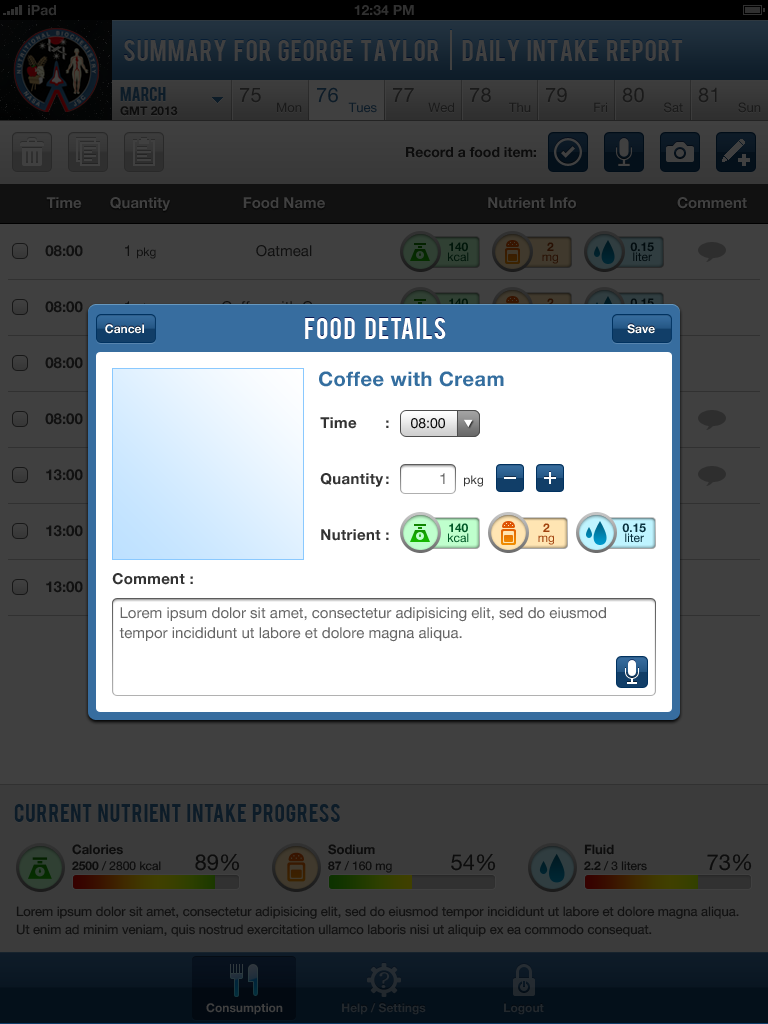 iPad 12:34 PM
NUTRITIONAL BIOCHEMISTRY
SUMMARY FOR GEORGE TAYLOR | DAILY INTAKE REPORT
MARCH
GMT 2013
75 Mon 76 Tues 77 Wed 78 Thu 79 Fri 80 Sat 81 Sun
Record a food item:
Time Quantity Food Name Nutrient Info Comment
08:00 1 pkg Oatmeal 140 kcal 2 mg 0.15 liter
08:00
08:00
08:00
13:00
13:00
13:00
Cancel FOOD DETAILS Save
Coffee with Cream
Time : 08:00
Quantity : 1 pkg
Nutrient : 140 kcal 2 mg 0.15 liter
Comment :
Lorem ipsum dolor sit amet, consectetur adipisicing elit, sed do eiusmod
tempor incididunt ut labore et dolore magna aliqua.
CURRENT NUTRIENT INTAKE PROGRESS
Calories
2500 / 2800 kcal 89%
Sodium
87 / 160 mg 54%
Fluid
2.2 / 3 liters 73%
Lorem ipsum dolor sit amet, consectetur adipisicing elit, sed do eiusmod tempor incididunt ut labore et dolore magna aliqua.
Ut enim ad minim veniam, quis nostrud exercitation ullamco laboris nisi ut aliquip ex ea commodo consequat.
Consumption Help / Settings Logout